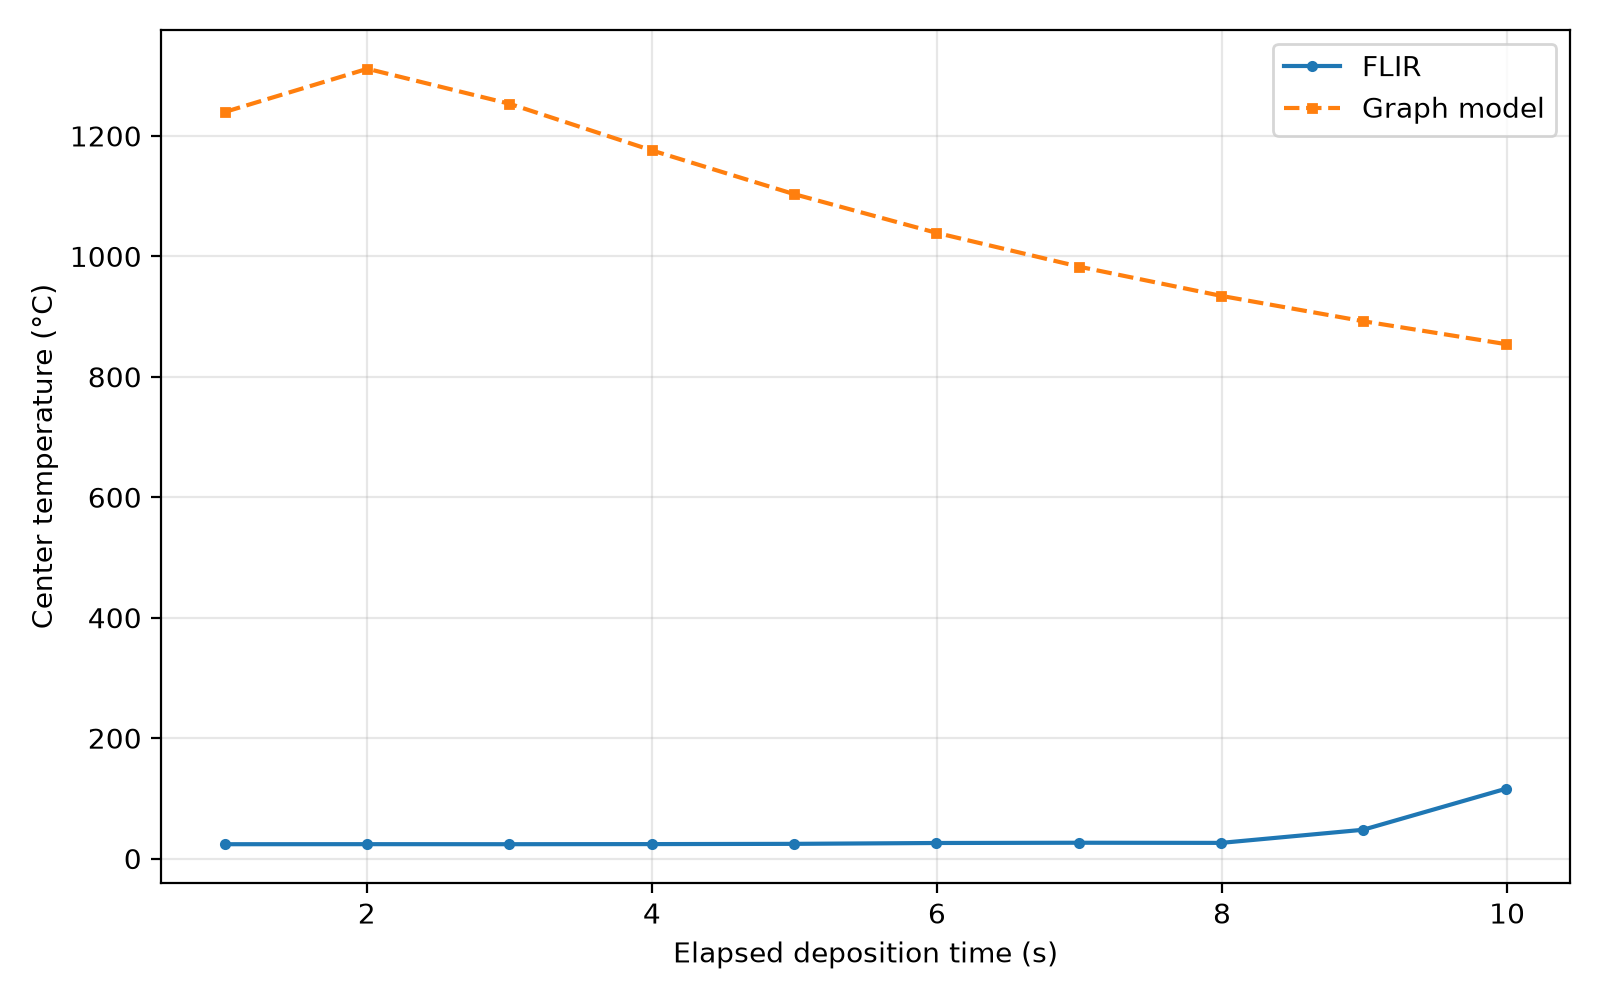 FLIR
Graph model
Center temperature (°C)
1200
1000
800
600
400
200
0
2 4 6 8 10
Elapsed deposition time (s)